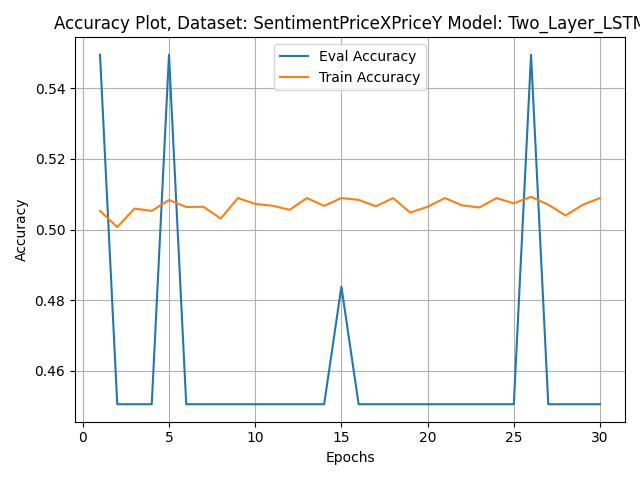 Accuracy Plot, Dataset: SentimentPriceXPriceY Model: Two_Layer_LSTM
Eval Accuracy
Train Accuracy
0.54
0.52
0.50
0.48
0.46
Accuracy
0 5 10 15 20 25 30
Epochs